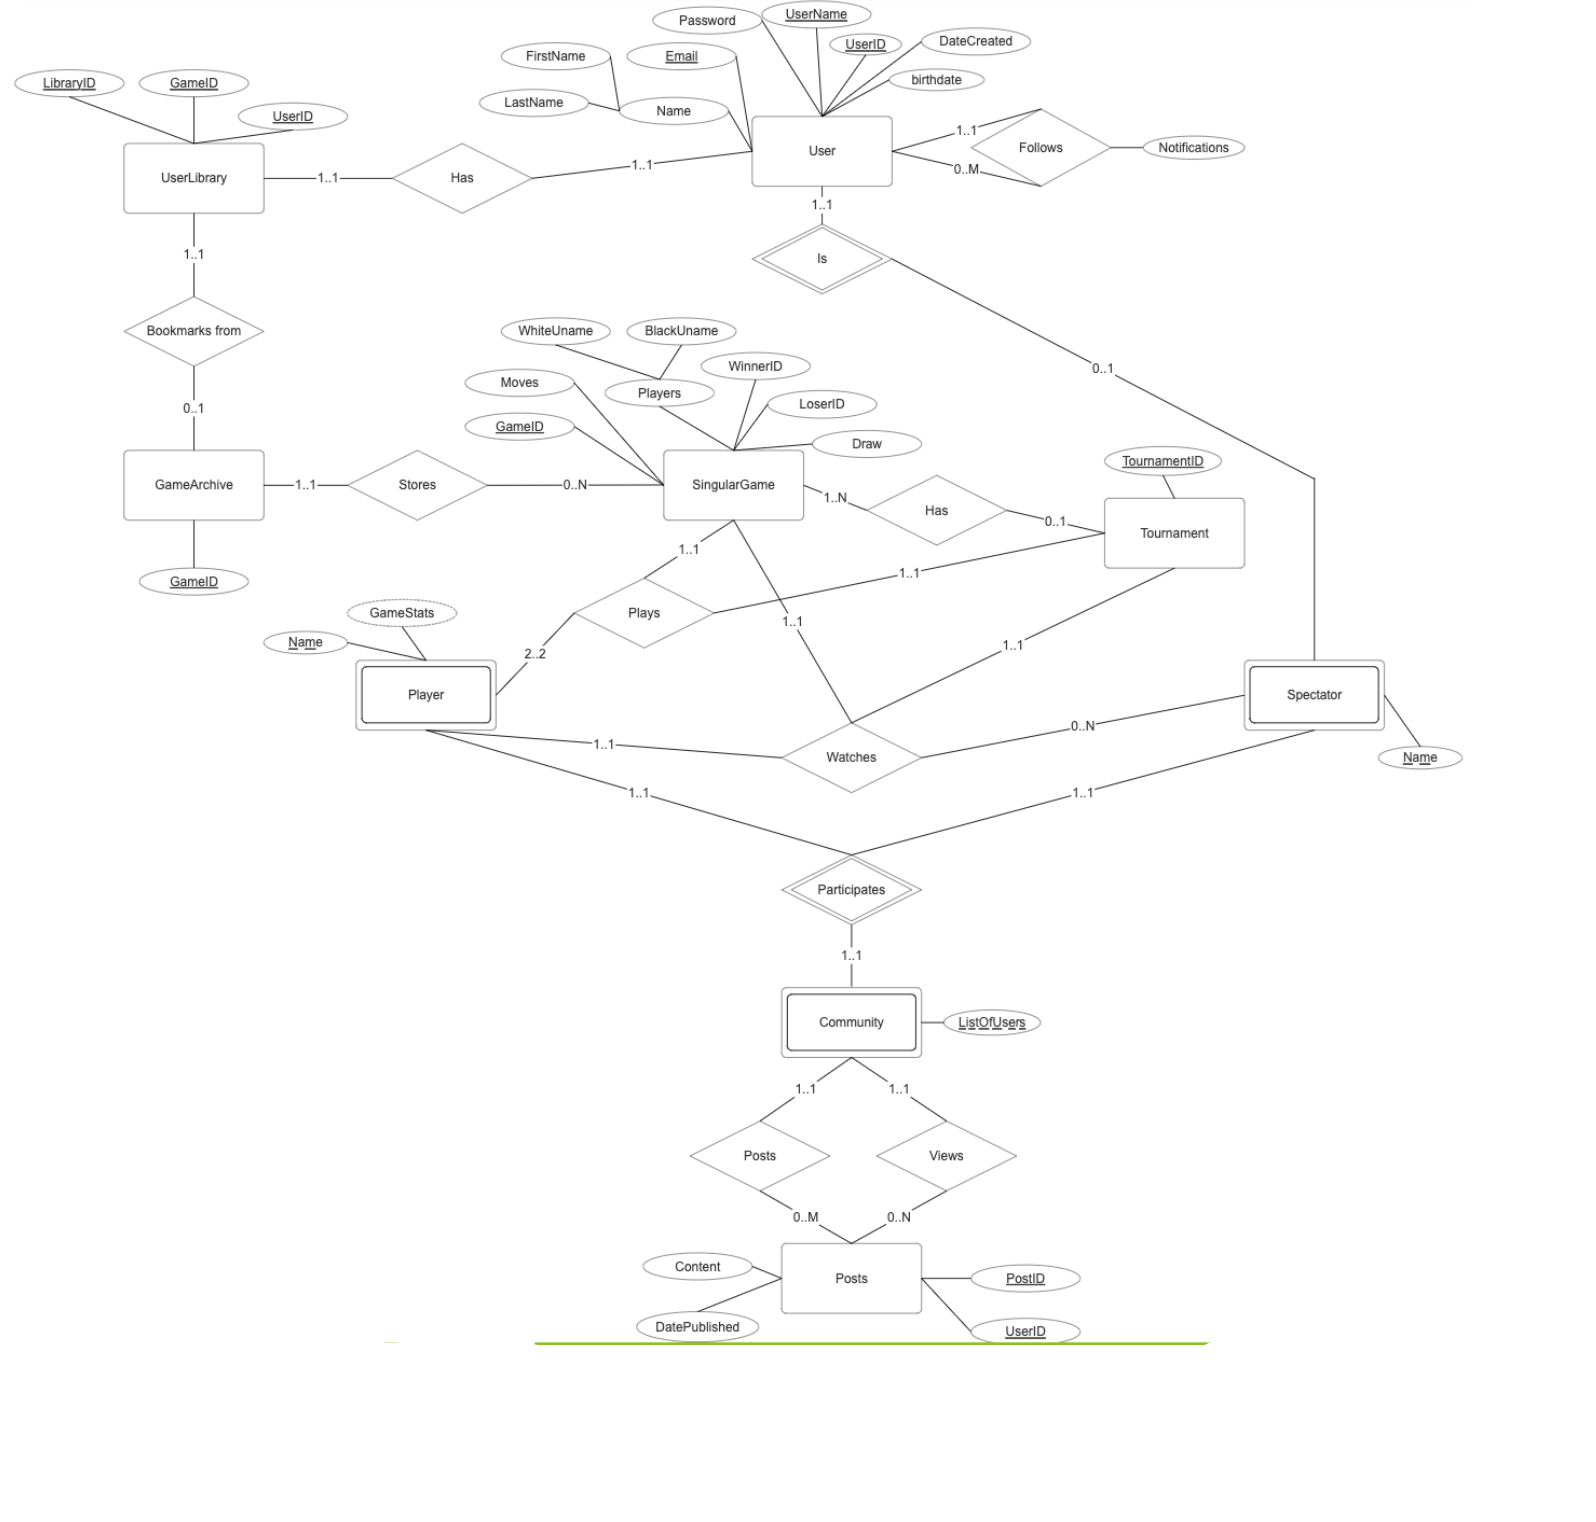 Password
UserName
UserID
DateCreated
FirstName
Email
birthdate
LibraryID
GameID
LastName
Name
UserID
1..1
User
Follows
Notifications
UserLibrary
1..1
Has
1..1
0..M
1..1
1..1
Is
Bookmarks from
WhiteUname
BlackUname
WinnerID
0..1
Moves
Players
LoserID
0..1
GameID
Draw
TournamentID
GameArchive
1..1
Stores
0..N
SingularGame
1..N
Has
0..1
Tournament
1..1
1..1
GameID
GameStats
Plays
1..1
Name
2..2
1..1
Player
Spectator
1..1
Watches
0..N
Name
1..1
1..1
Participates
1..1
Community
ListOfUsers
1..1
1..1
Posts
Views
0..M
0..N
Content
Posts
PostID
DatePublished
UserID